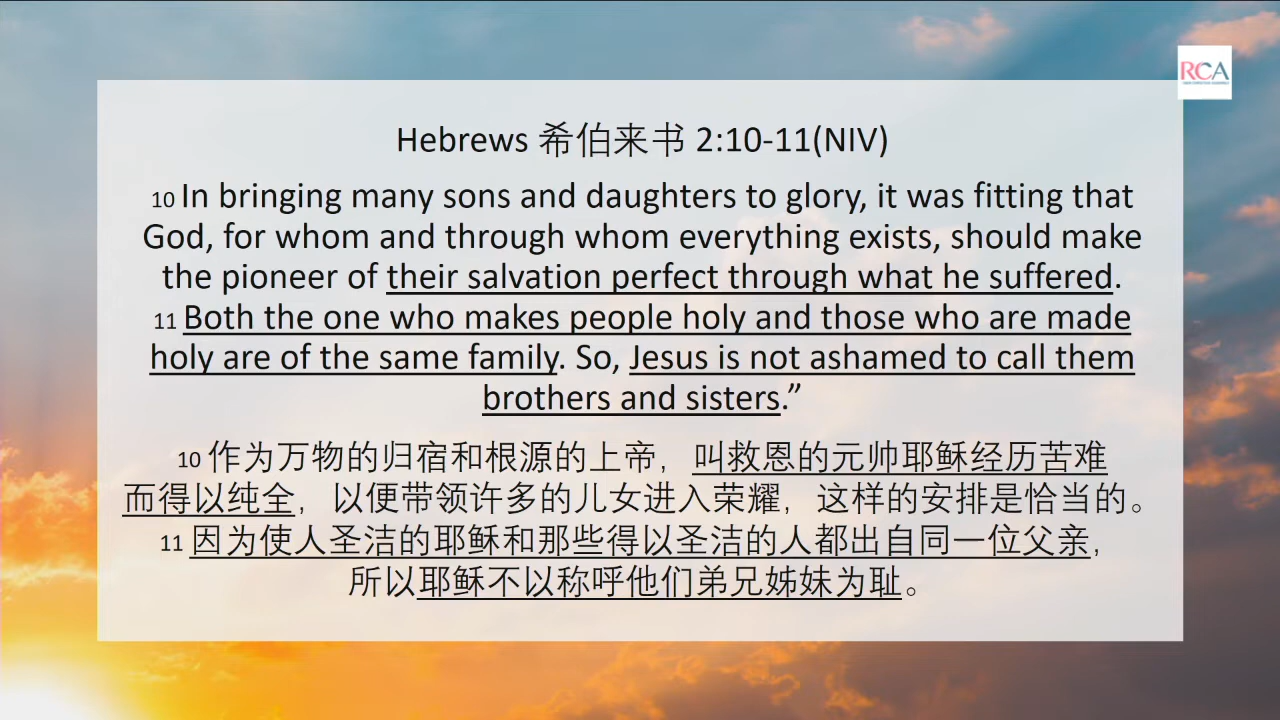 RCA
Hebrews 希伯来书 2:10-11(NIV)
10 In bringing many sons and daughters to glory, it was fitting that
God, for whom and through whom everything exists, should make
the pioneer of their salvation perfect through what he suffered.
11 Both the one who makes people holy and those who are made
holy are of the same family. So, Jesus is not ashamed to call them
brothers and sisters.”
10 作为万物的归宿和根源的上帝，叫救恩的元帅耶稣经历苦难
而得以纯全，以便带领许多的儿女进入荣耀，这样的安排是恰当的。
11 因为使人圣洁的耶稣和那些得以圣洁的人都出自同一位父亲，
所以耶稣不以称呼他们弟兄姊妹为耻。